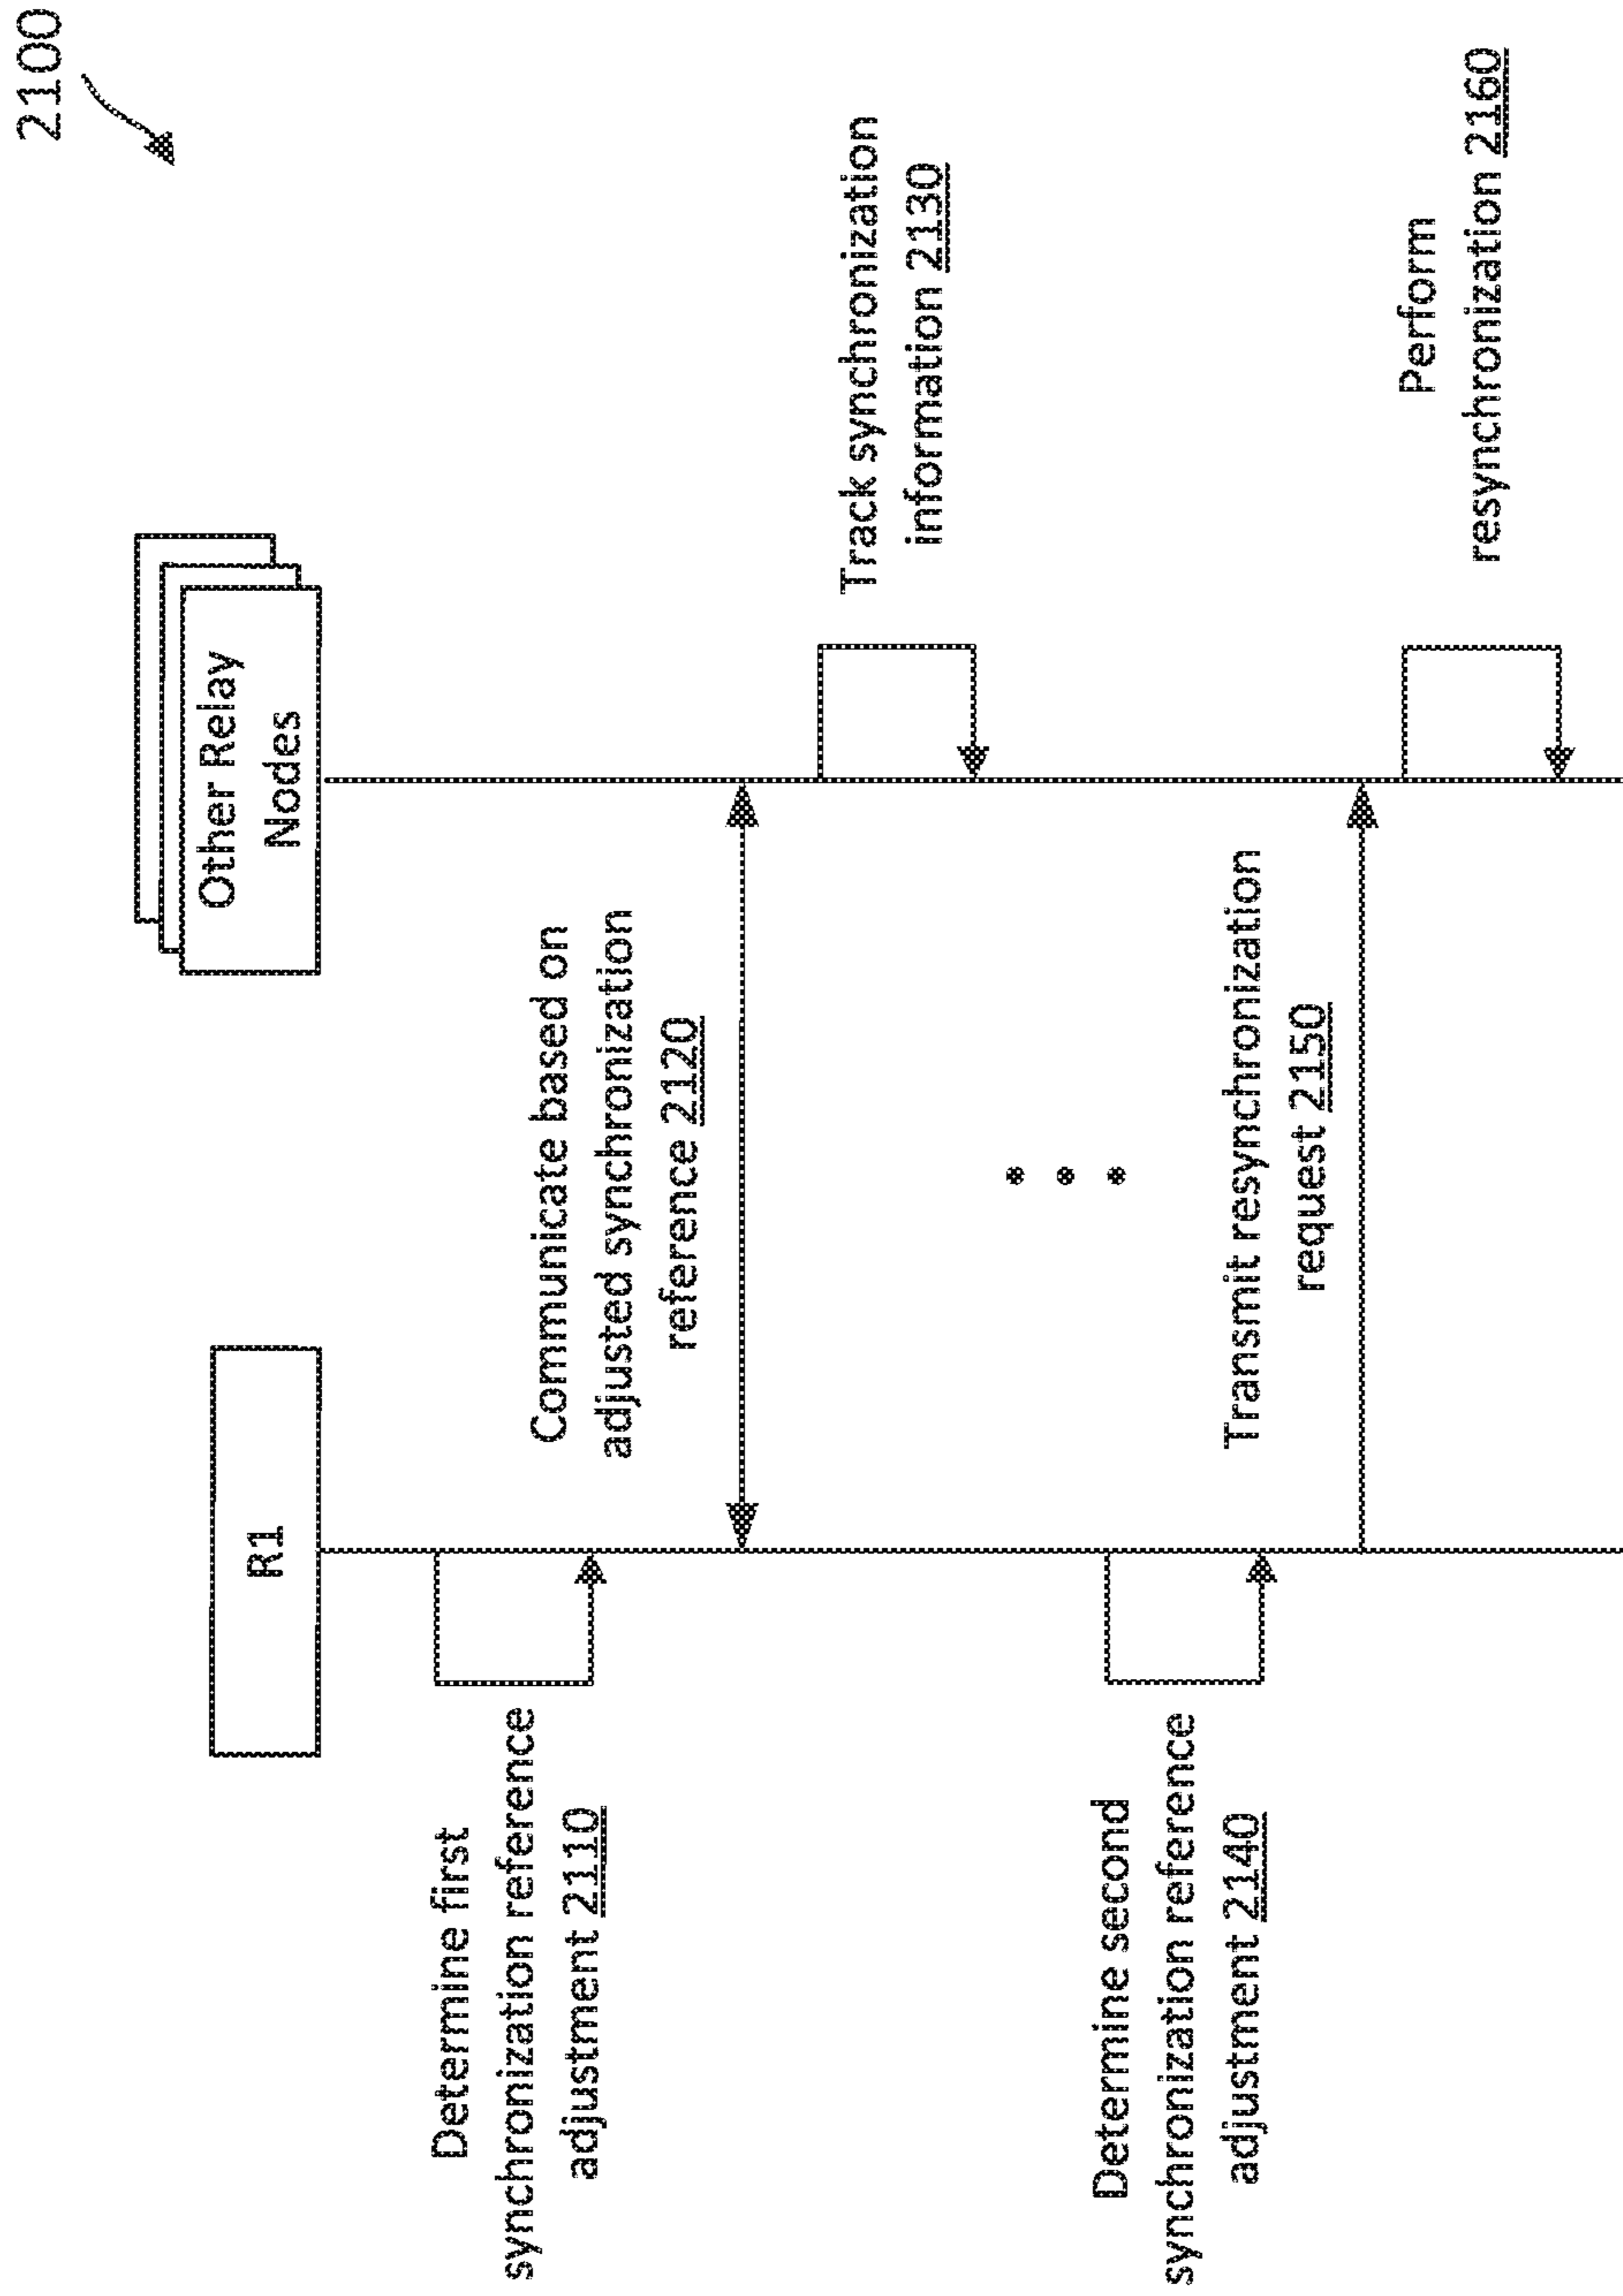 2100
R1
Other Relay
Nodes
Determine first
synchronization reference
adjustment 2110
Communicate based on
adjusted synchronization
reference 2120
Track synchronization
information 2130
Determine second
synchronization reference
adjustment 2140
Transmit resynchronization
request 2150
Perform
resynchronization 2160